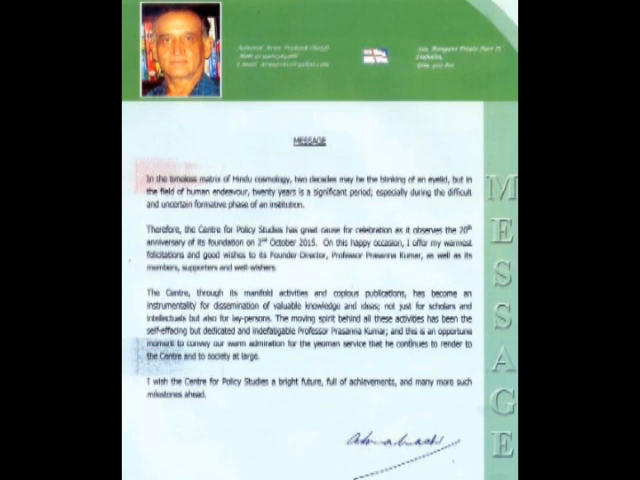 Admiral Arun Prakash (Retd)
MESSAGE
In the timeless matrix of Hindu cosmology, two decades may be the blinking of an eyelid, but in
the field of human endeavour, twenty years is a significant period; especially during the difficult
and uncertain formative phase of an institution.
Therefore, the Centre for Policy Studies has great cause for celebration as it observes the 20th
anniversary of its foundation on 2nd October 2015. On this happy occasion, I offer my warmest
felicitations and good wishes to its Founder Director, Professor Prasanna Kumar, as well as its
members, supporters and well-wishers.
The Centre, through its manifold activities and copious publications, has become an
instrumentality for dissemination of valuable knowledge and ideas; not just for scholars and
intellectuals but also for lay-persons. The moving spirit behind all these activities has been the
self-effacing but dedicated and indefatigable Professor Prasanna Kumar; and this is an opportune
moment to convey our warm admiration for the yeoman service that he continues to render to
the Centre and to society at large.
I wish the Centre for Policy Studies a bright future, full of achievements, and many more such
milestones ahead.
MESSAGE